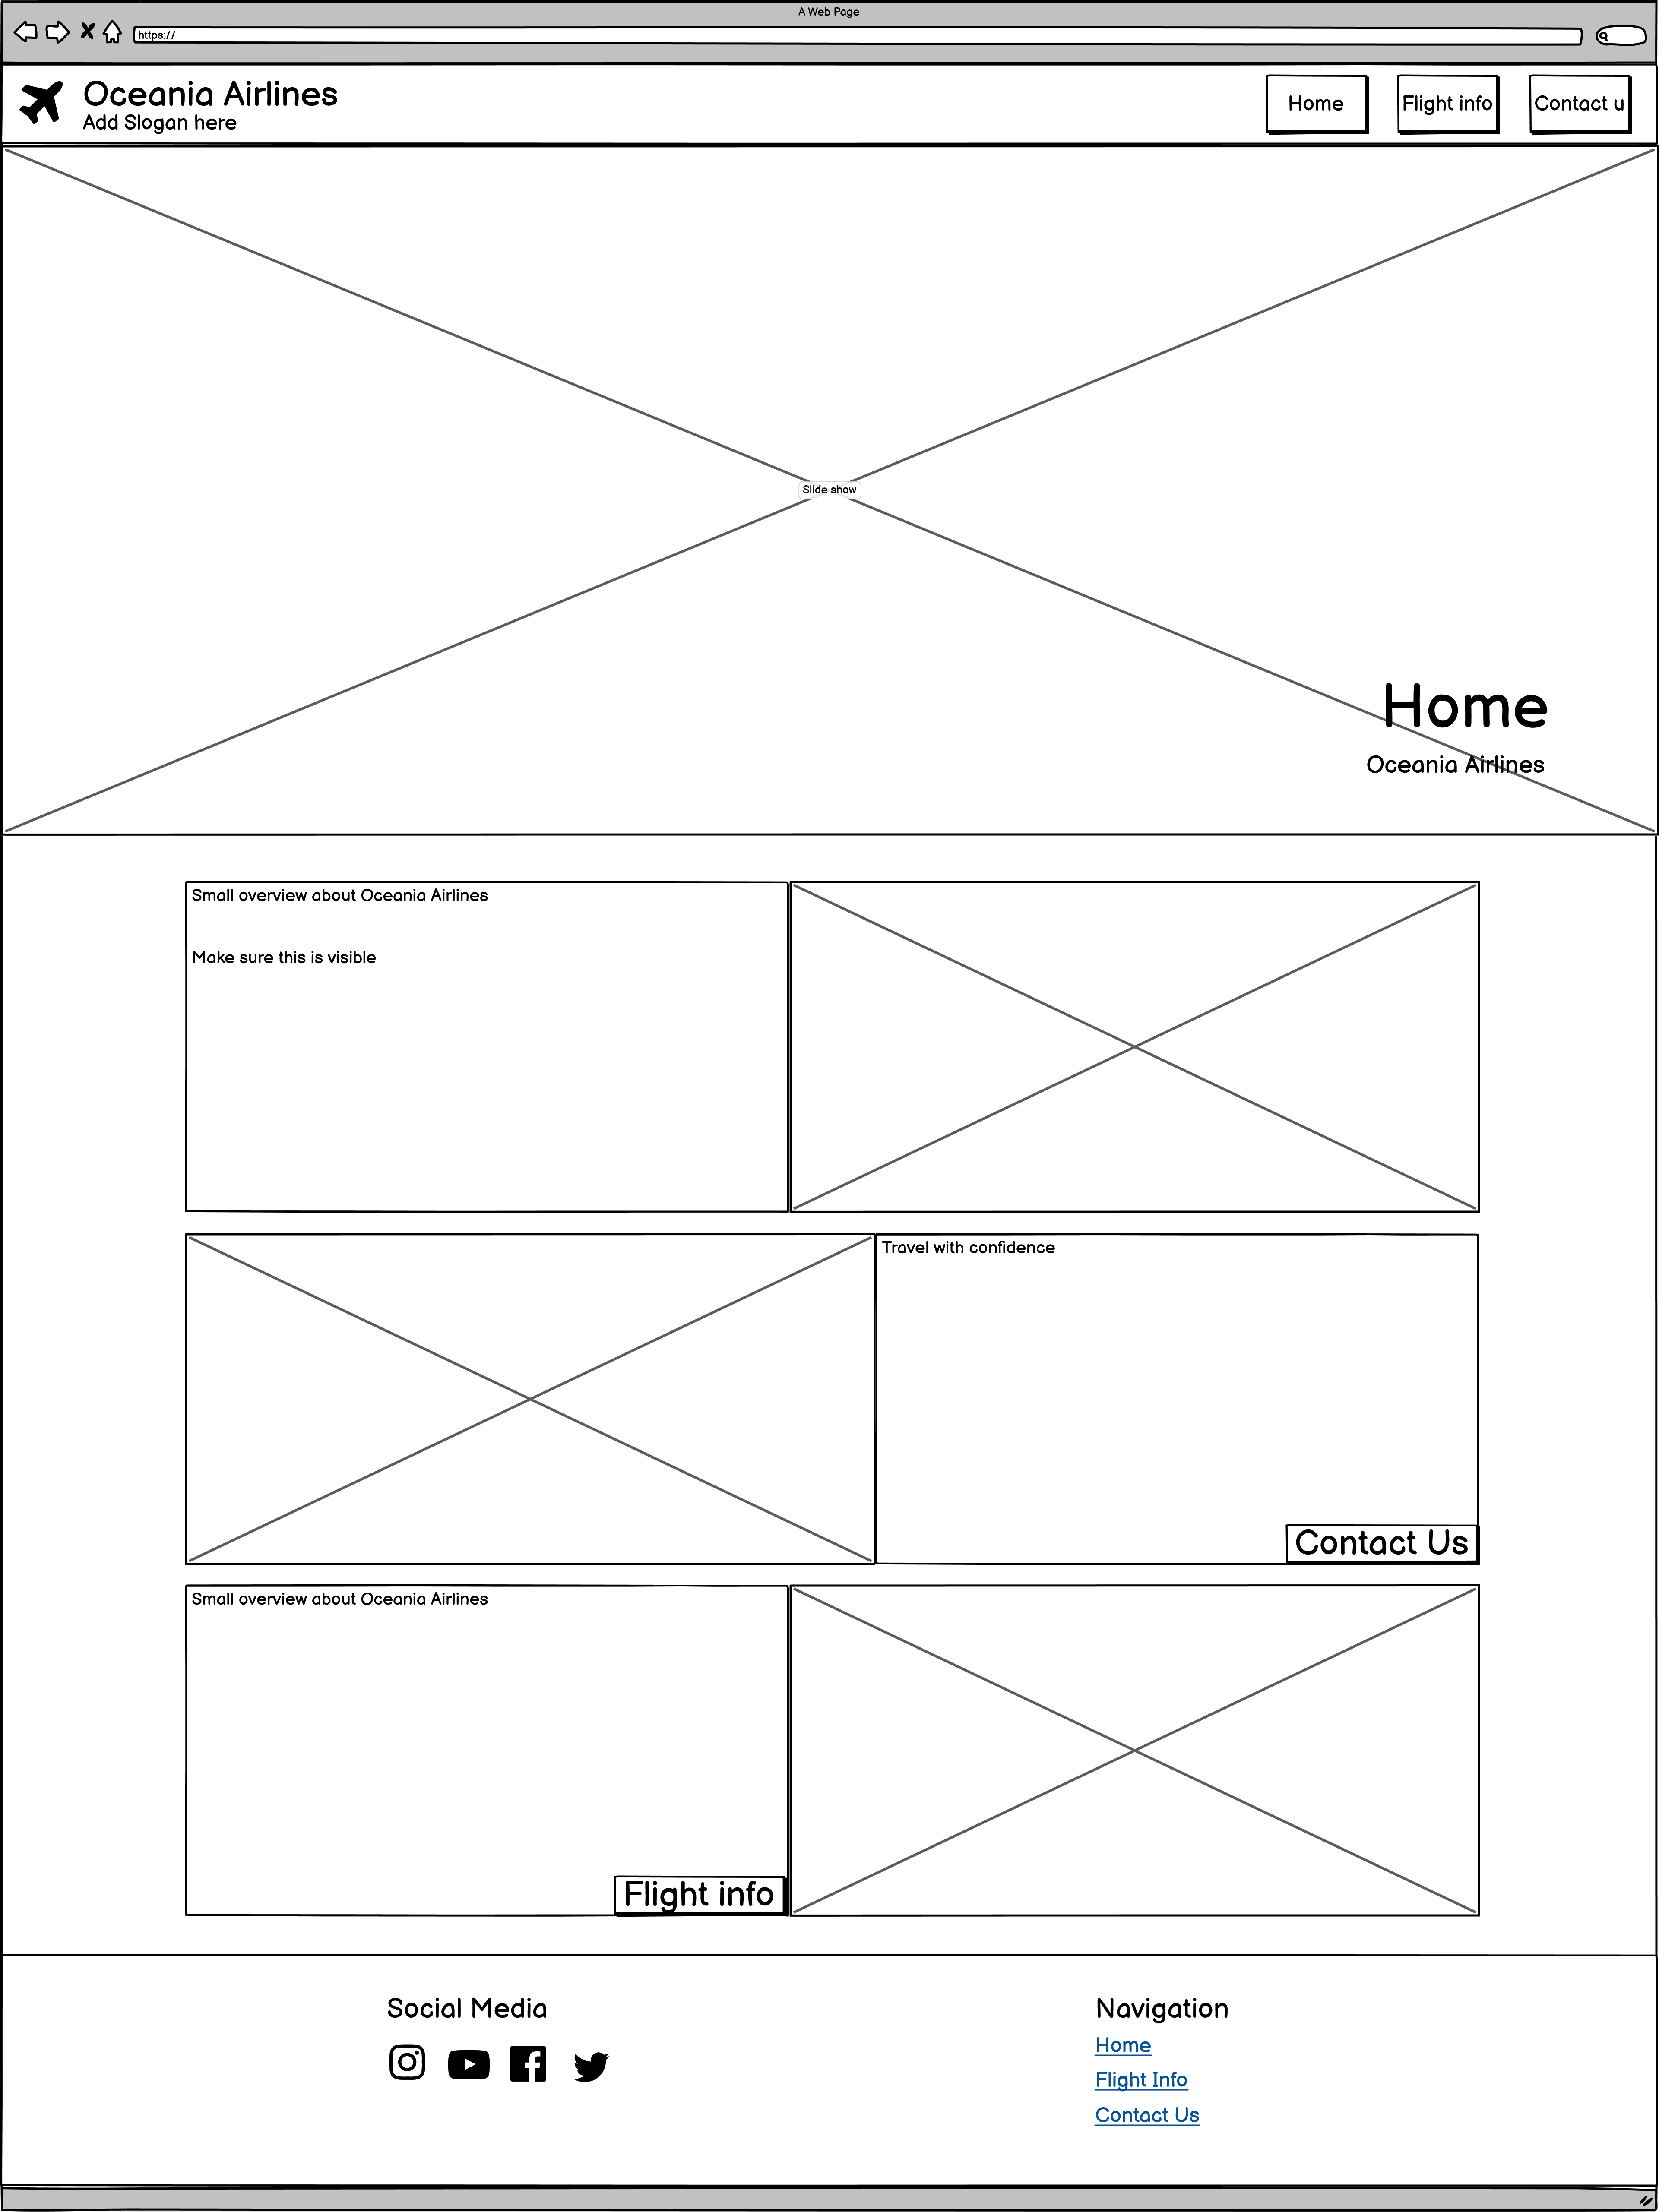 A Web Page
https://
Oceania Airlines
Add Slogan here
Home
Flight info
Contact u
Slide show
Home
Oceania Airlines
Small overview about Oceania Airlines
Make sure this is visible
Travel with confidence
Contact Us
Small overview about Oceania Airlines
Flight info
Social Media
Navigation
Home
Flight Info
Contact Us